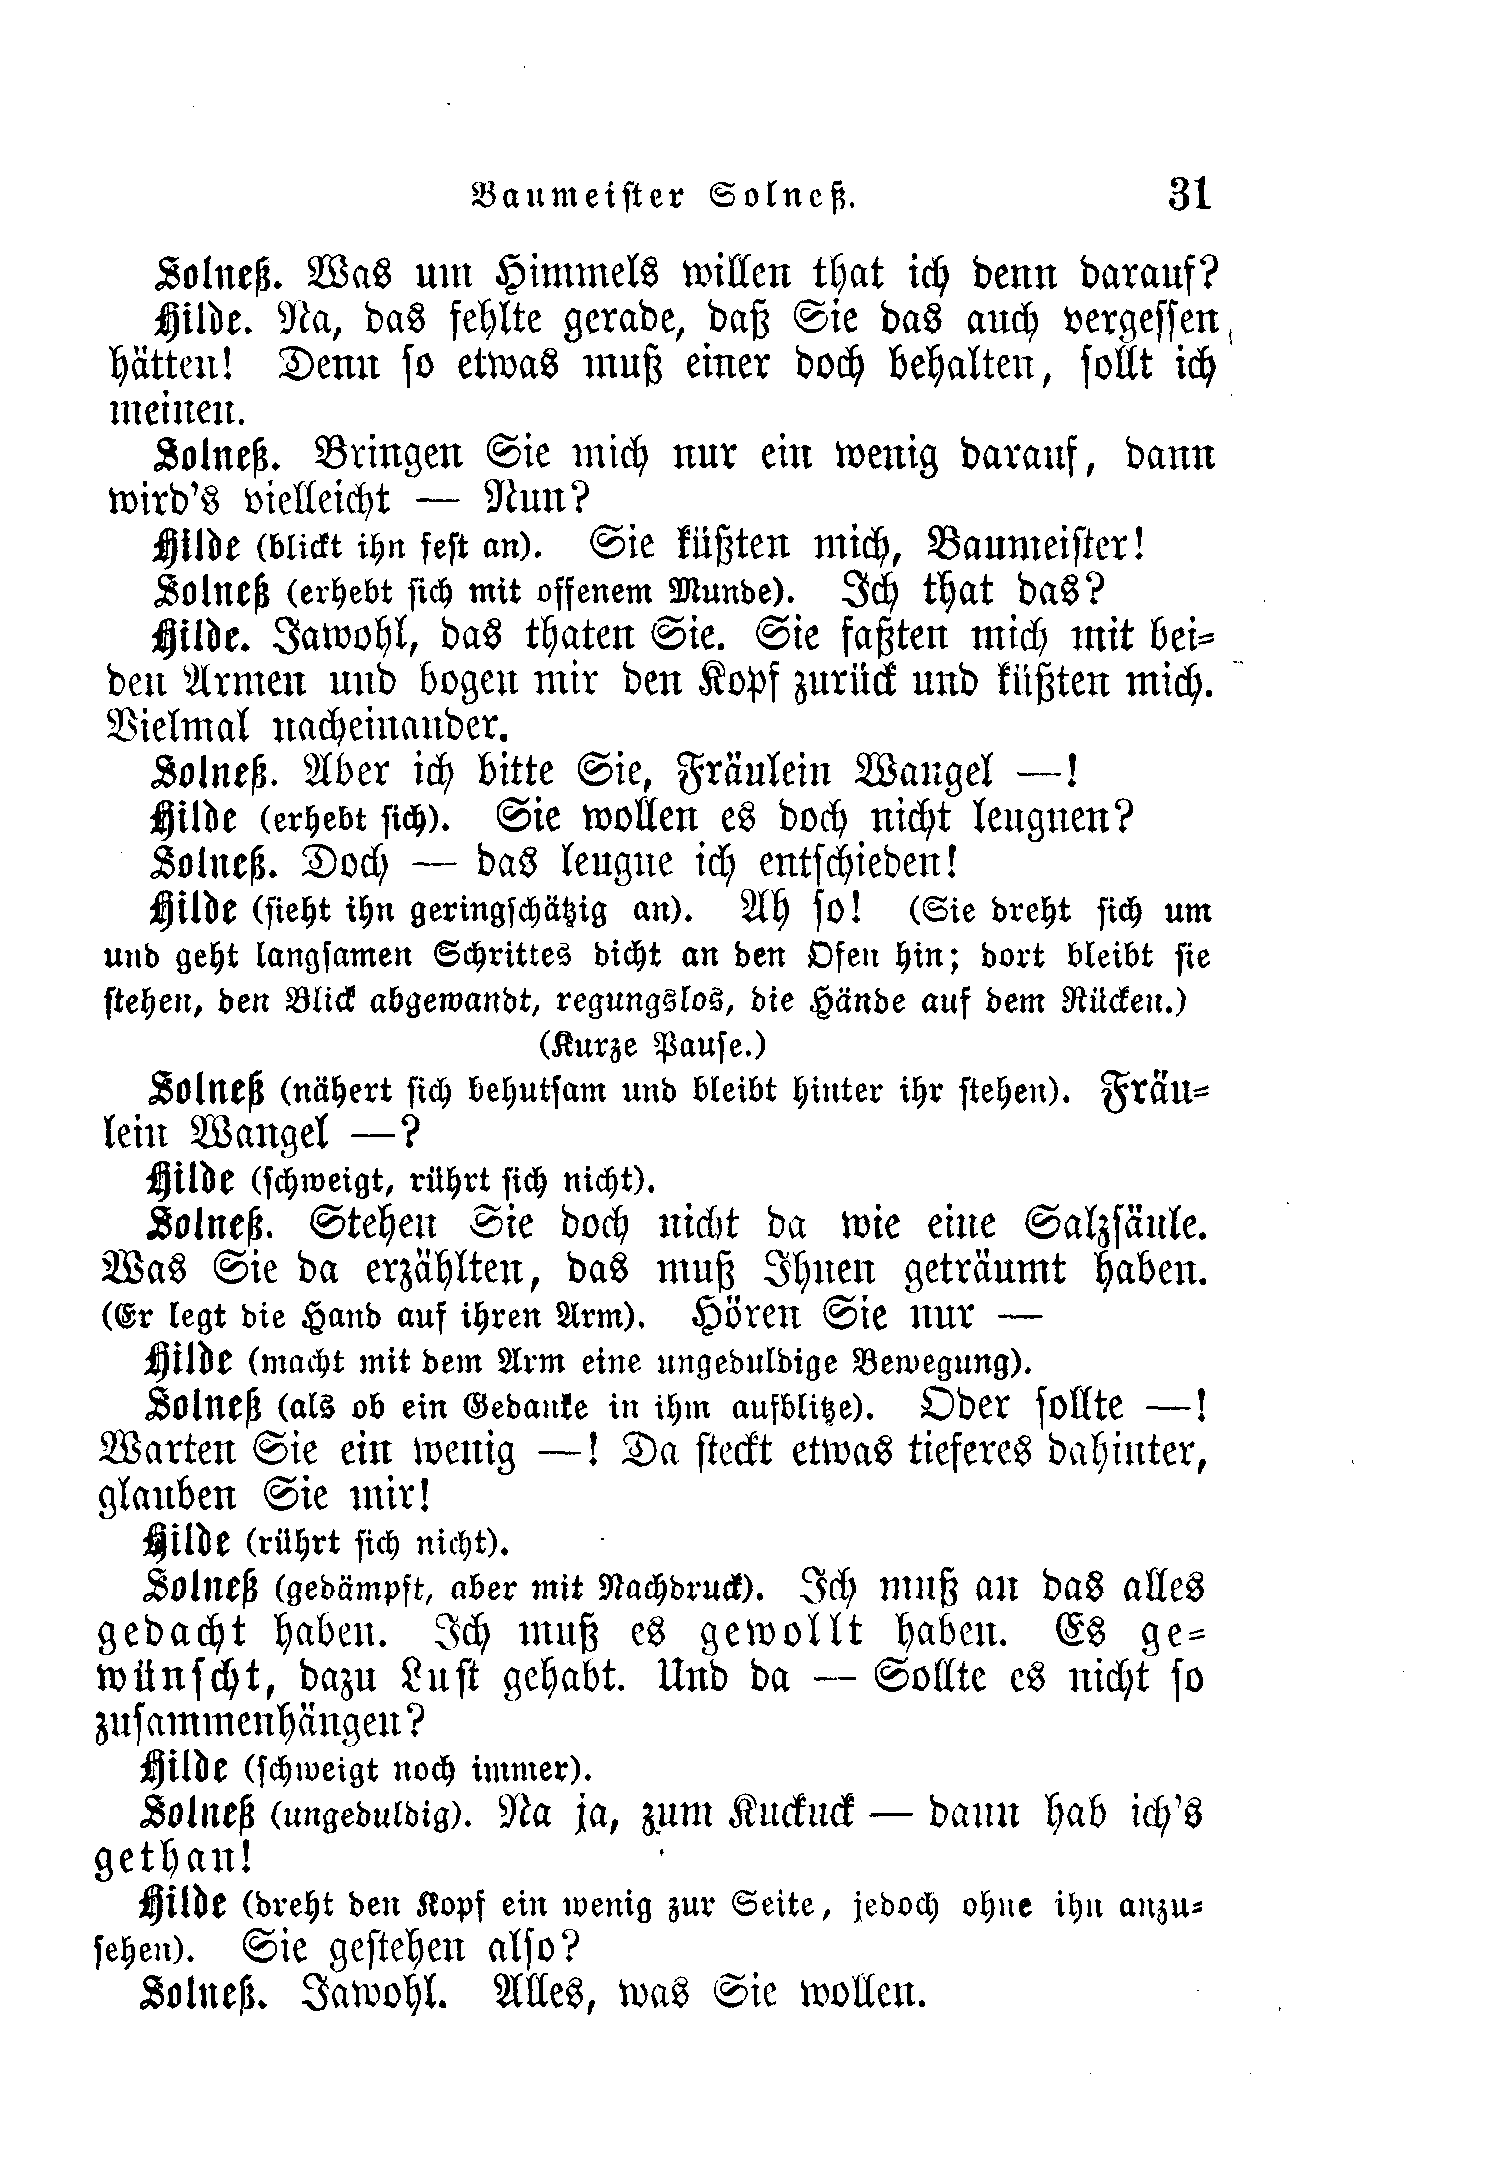 Baumeister Solneß. 31
Solneß. Was um Himmels willen that ich denn darauf?
Hilde. Na, das fehlte gerade, daß Sie das auch vergessen
hätten! Denn so etwas muß einer doch behalten, sollt ich
meinen.
Solneß. Bringen Sie mich nur ein wenig darauf, dann
wird's vielleicht — Nun?
Hilde (blickt ihn fest an). Sie küßten mich, Baumeister!
Solneß (erhebt sich mit offenem Munde). Ich that das?
Hilde. Jawohl, das thaten Sie. Sie faßten mich mit bei-
den Armen und bogen mir den Kopf zurück und küßten mich.
Vielmal nacheinander.
Solneß. Aber ich bitte Sie, Fräulein Wangel —!
Hilde (erhebt sich). Sie wollen es doch nicht leugnen?
Solneß. Doch — das leugne ich entschieden!
Hilde (sieht ihn geringschätzig an). Ah so! (Sie dreht sich um
und geht langsamen Schrittes dicht an den Ofen hin; dort bleibt sie
stehen, den Blick abgewandt, regungslos, die Hände auf dem Rücken.)
(Kurze Pause.)
Solneß (nähert sich behutsam und bleibt hinter ihr stehen). Fräu-
lein Wangel —?
Hilde (schweigt, rührt sich nicht).
Solneß. Stehen Sie doch nicht da wie eine Salzsäule.
Was Sie da erzählten, das muß Ihnen geträumt haben.
(Er legt die Hand auf ihren Arm). Hören Sie nur —
Hilde (macht mit dem Arm eine ungeduldige Bewegung).
Solneß (als ob ein Gedanke in ihm aufblitze). Oder sollte —!
Warten Sie ein wenig —! Da steckt etwas tieferes dahinter,
glauben Sie mir!
Hilde (rührt sich nicht).
Solneß (gedämpft, aber mit Nachdruck). Ich muß an das alles
gedacht haben. Ich muß es gewollt haben. Es ge-
wünscht, dazu Lust gehabt. Und da — Sollte es nicht so
zusammenhängen?
Hilde (schweigt noch immer).
Solneß (ungeduldig). Na ja, zum Kuckuck — dann hab ich's
gethan!
Hilde (dreht den Kopf ein wenig zur Seite, jedoch ohne ihn anzu-
sehen). Sie gestehen also?
Solneß. Jawohl. Alles, was Sie wollen.